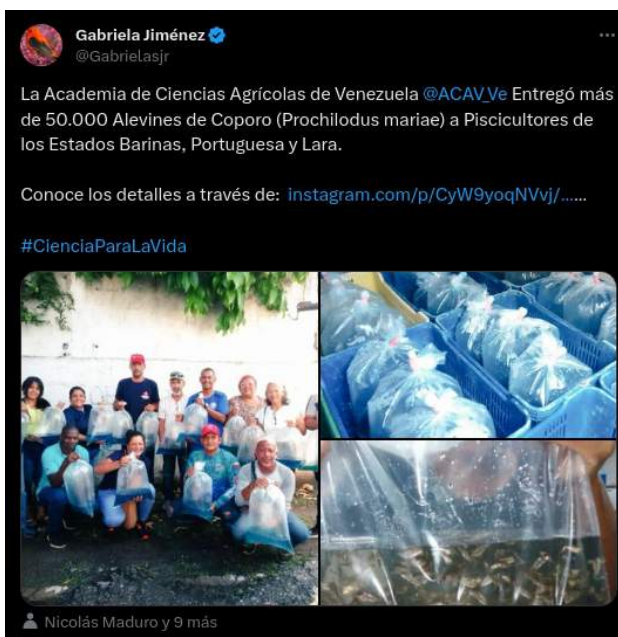 Gabriela Jiménez
@Gabrielasjr
La Academia de Ciencias Agrícolas de Venezuela @ACAV_Ve Entregó más
de 50.000 Alevines de Coporo (Prochilodus mariae) a Piscicultores de
los Estados Barinas, Portuguesa y Lara.
Conoce los detalles a través de: instagram.com/p/CyW9yoqNVvj/…...
#CienciaParaLaVida
Nicolás Maduro y 9 más